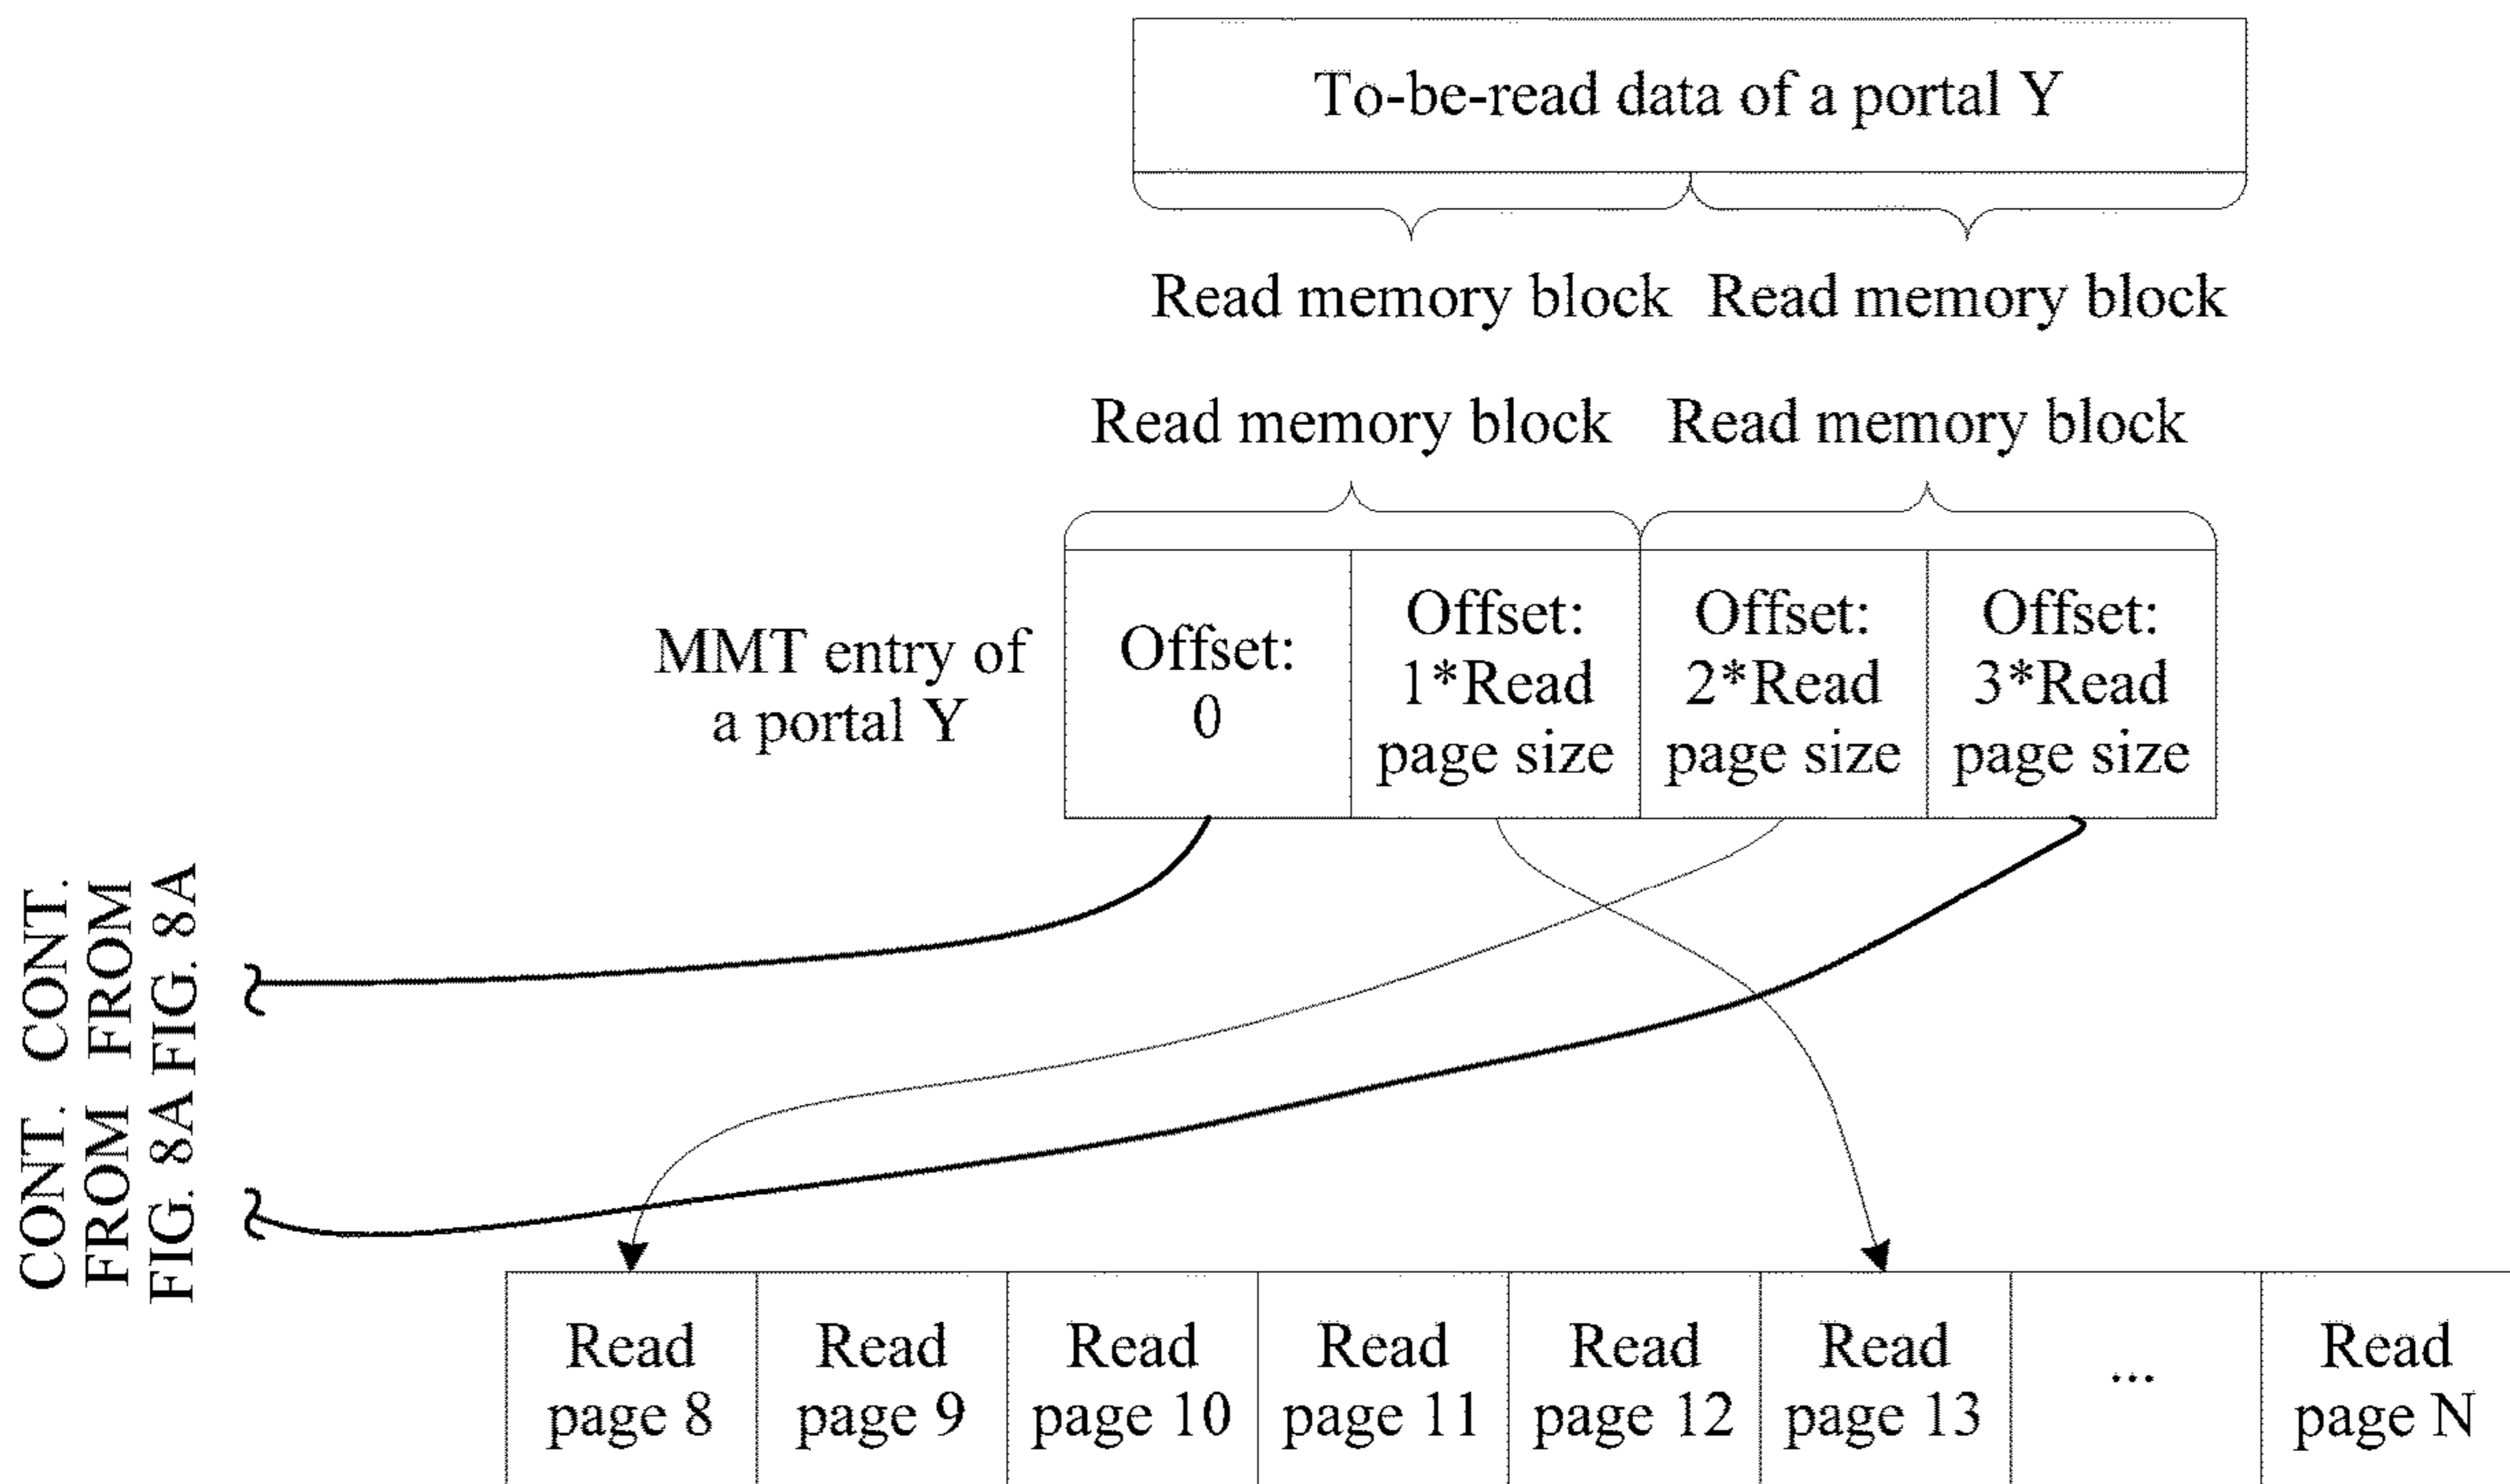 To-be-read data of a portal Y
Read memory block Read memory block
Read memory block Read memory block
MMT entry of
a portal Y
Offset:
0
Offset:
1*Read
page size
Offset:
2*Read
page size
Offset:
3*Read
page size
CONT.
FROM
FIG. 8A
CONT.
FROM
FIG. 8A
Read
page 8
Read
page 9
Read
page 10
Read
page 11
Read
page 12
Read
page 13
...
Read
page N